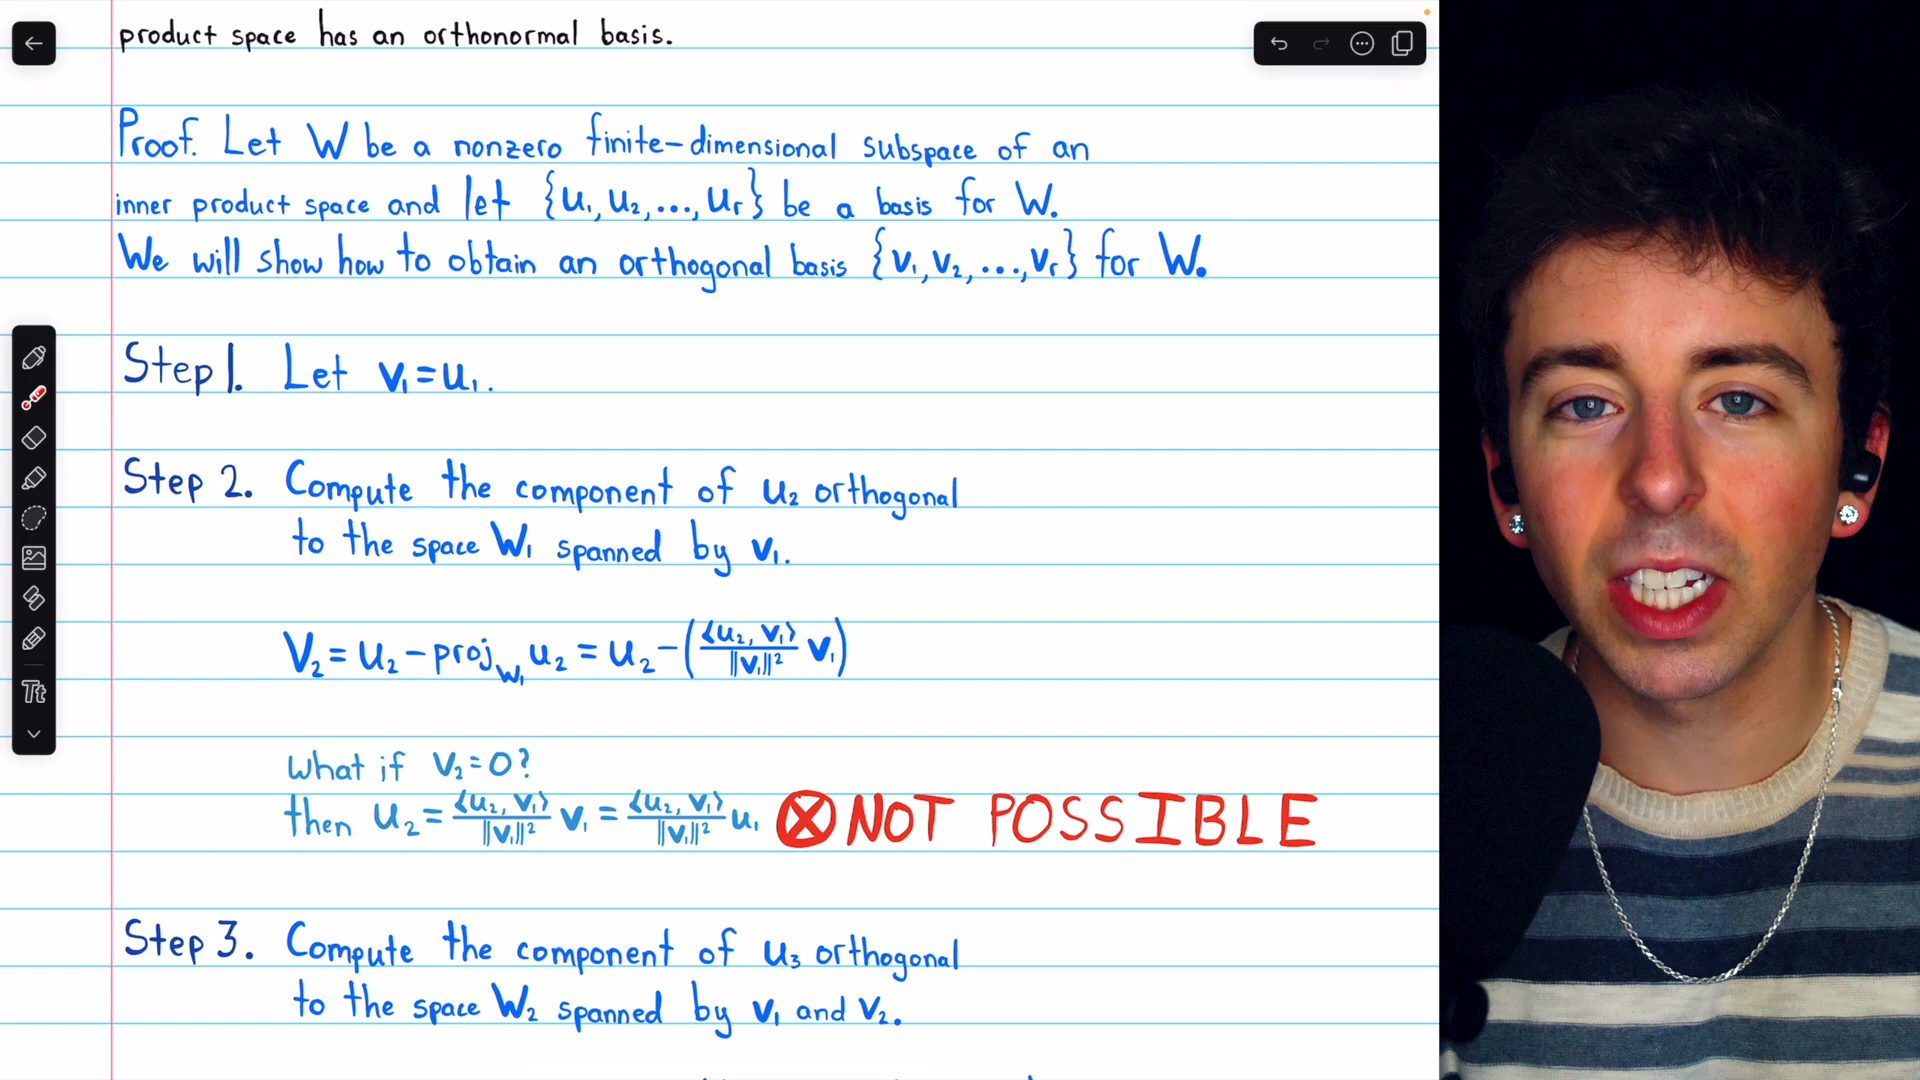 product space has an orthonormal basis.
Proof. Let W be a nonzero finite-dimensional subspace of an
inner product space and let {u₁, u₂, ..., uᵣ} be a basis for W.
We will show how to obtain an orthogonal basis {v₁, v₂, ..., vᵣ} for W.
Step 1. Let v₁ = u₁.
Step 2. Compute the component of u₂ orthogonal
to the space W₁ spanned by v₁.
V₂ = u₂ - proj_W₁ u₂ = u₂ - (⟨u₂, v₁⟩/‖v₁‖² v₁)
What if v₂ = 0?
then u₂ = ⟨u₂, v₁⟩/‖v₁‖² v₁ = ⟨u₂, v₁⟩/‖v₁‖² u₁ ⊗ NOT POSSIBLE
Step 3. Compute the component of u₃ orthogonal
to the space W₂ spanned by v₁ and v₂.
Tt